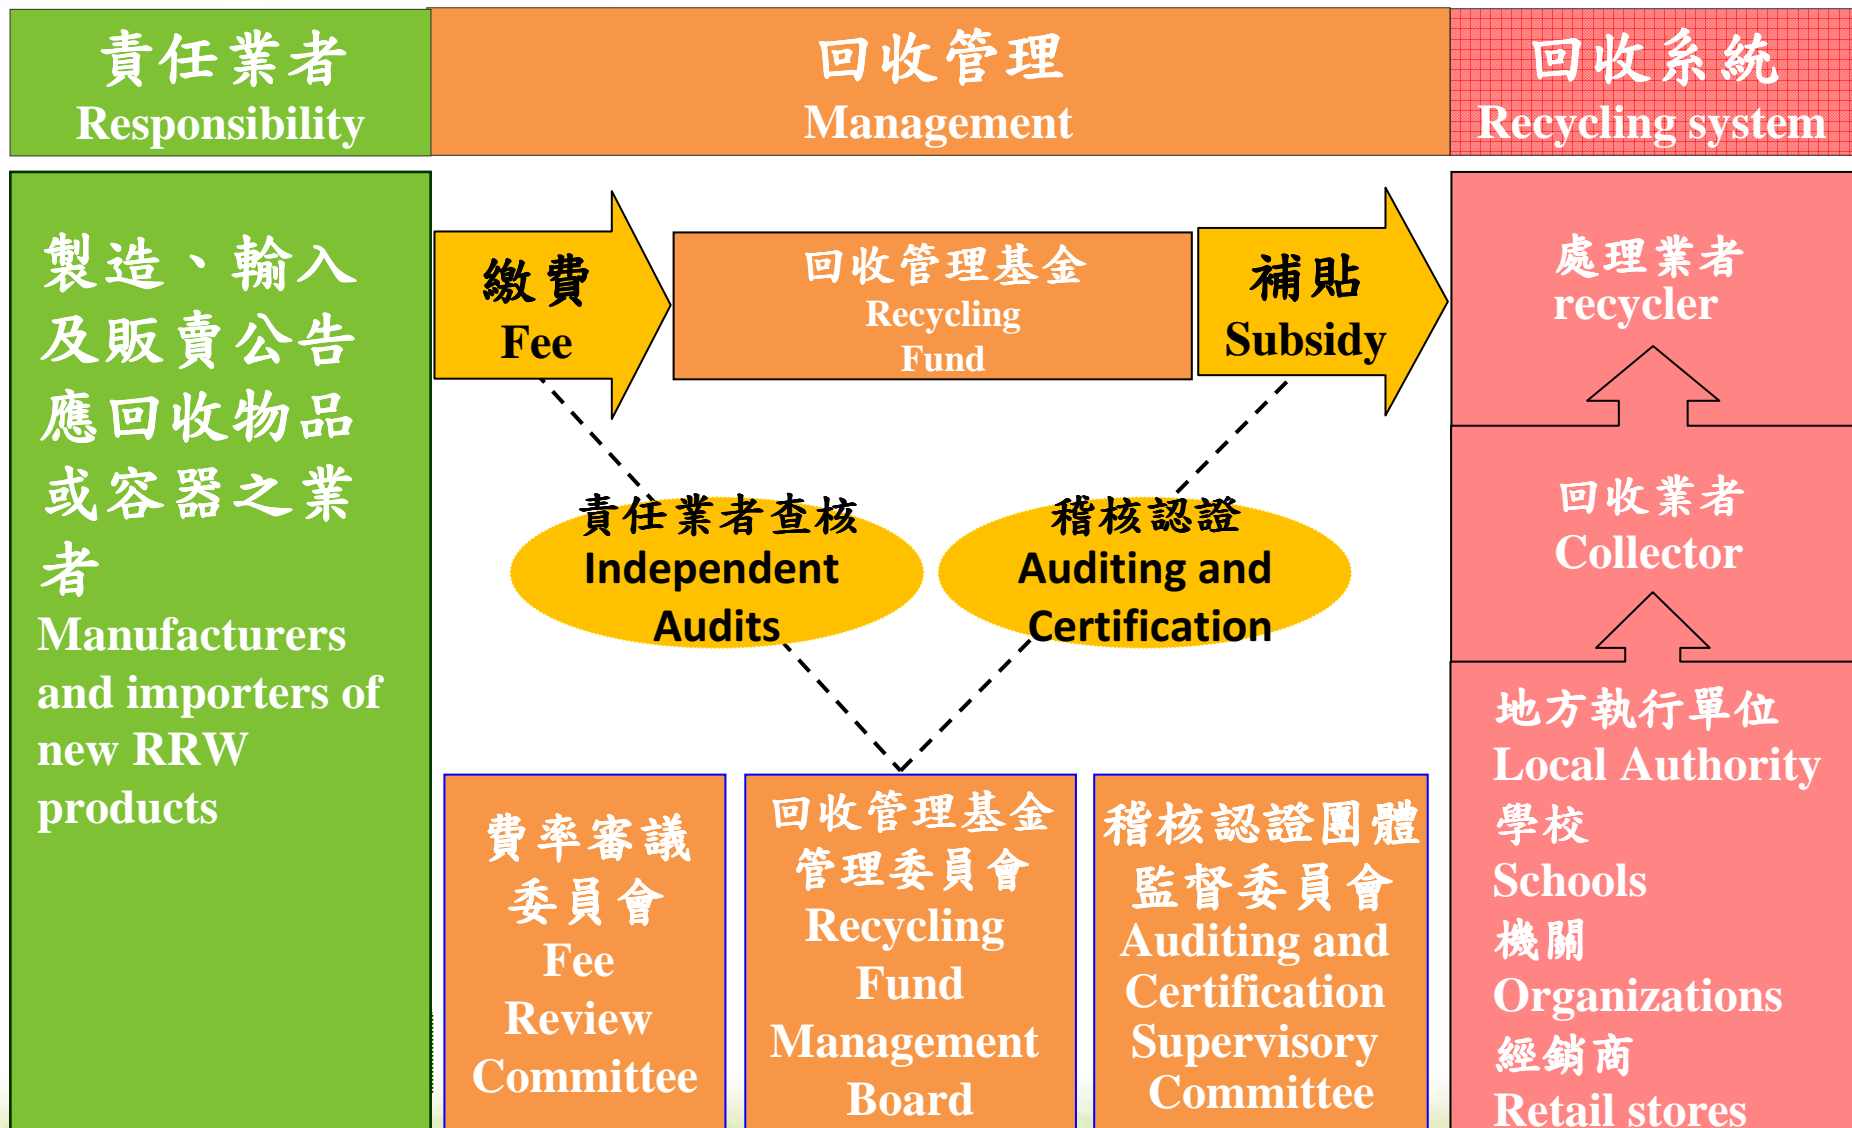 責任業者
Responsibility
回收管理
Management
回收系統
Recycling system
製造、輸入
及販賣公告
應回收物品
或容器之業
者
Manufacturers
and importers of
new RRW
products
繳費
Fee
回收管理基金
Recycling
Fund
補貼
Subsidy
責任業者查核
Independent
Audits
稽核認證
Auditing and
Certification
費率審議
委員會
Fee
Review
Committee
回收管理基金
管理委員會
Recycling
Fund
Management
Board
稽核認證團體
監督委員會
Auditing and
Certification
Supervisory
Committee
處理業者
recycler
回收業者
Collector
地方執行單位
Local Authority
學校
Schools
機關
Organizations
經銷商
Retail stores